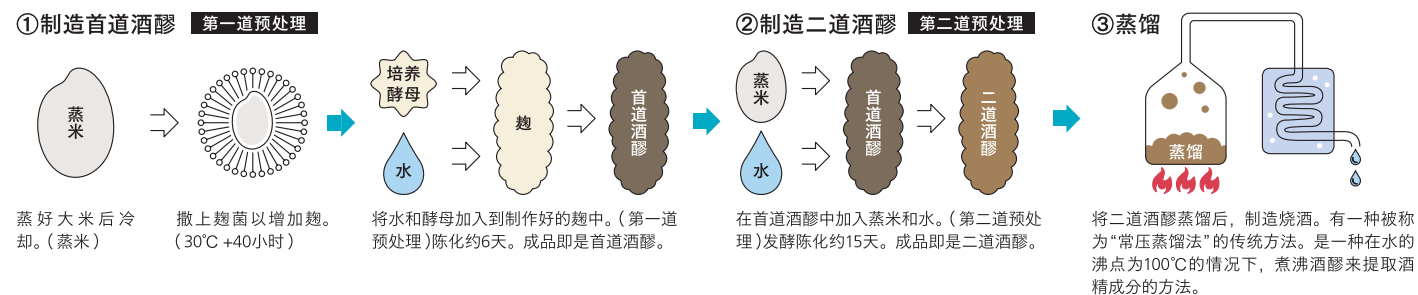 ①制造首道酒醪 第一道预处理
蒸米
蒸好大米后冷
却。（蒸米）
撒上麹菌以增加麹。
（30℃ +40小时）
培养
酵母
水
麹
首道酒醪
将水和酵母加入到制作好的麹中。（第一道
预处理）陈化约6天。成品即是首道酒醪。
②制造二道酒醪 第二道预处理
蒸米
水
首道酒醪
二道酒醪
在首道酒醪中加入蒸米和水。（第二道预处
理）发酵陈化约15天。成品即是二道酒醪。
③蒸馏
蒸馏
将二道酒醪蒸馏后，制造烧酒。有一种被称
为“常压蒸馏法”的传统方法。是一种在水的
沸点为100℃的情况下，煮沸酒醪来提取酒
精成分的方法。